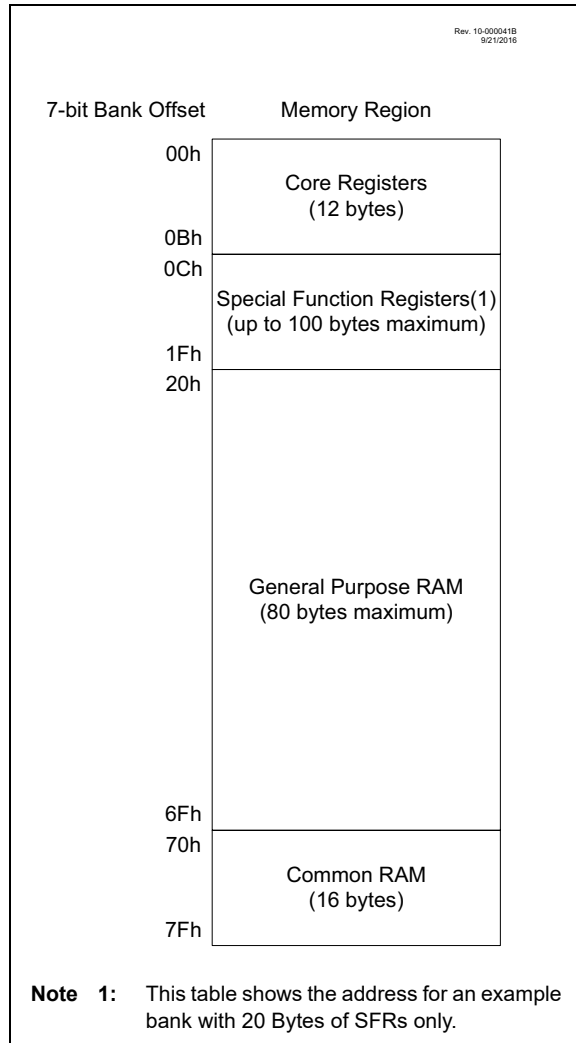 Rev. 10-000041B
9/21/2016
7-bit Bank Offset Memory Region
00h
Core Registers
(12 bytes)
0Bh
0Ch
Special Function Registers(1)
(up to 100 bytes maximum)
1Fh
20h
General Purpose RAM
(80 bytes maximum)
6Fh
70h
Common RAM
(16 bytes)
7Fh
Note 1: This table shows the address for an example
bank with 20 Bytes of SFRs only.